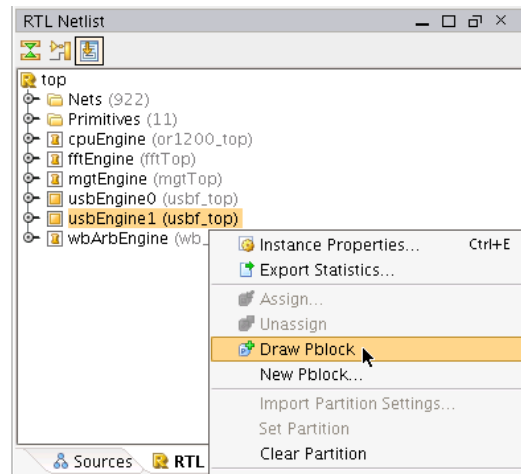 RTL Netlist
top
Nets (922)
Primitives (11)
cpuEngine (or1200_top)
fftEngine (fftTop)
mgtEngine (mgtTop)
usbEngine0 (usbf_top)
usbEngine1 (usbf_top)
wbArbEngine (wb_
Instance Properties... Ctrl+E
Export Statistics...
Assign...
Unassign
Draw Pblock
New Pblock...
Import Partition Settings...
Set Partition
Clear Partition
Sources RTL